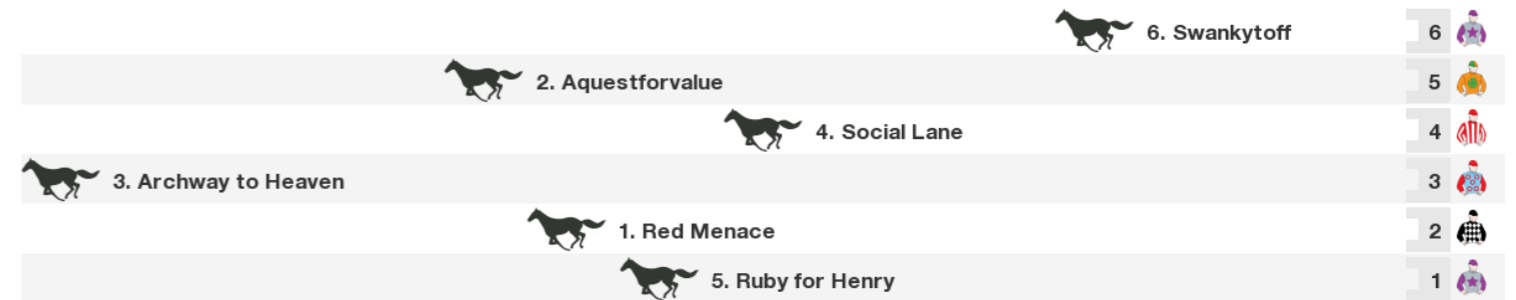 6. Swankytoff 6
2. Aquestforvalue 5
4. Social Lane 4
3. Archway to Heaven 3
1. Red Menace 2
5. Ruby for Henry 1